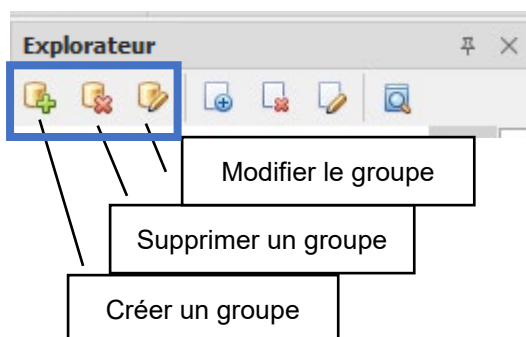 Explorateur
Modifier le groupe
Supprimer un groupe
Créer un groupe